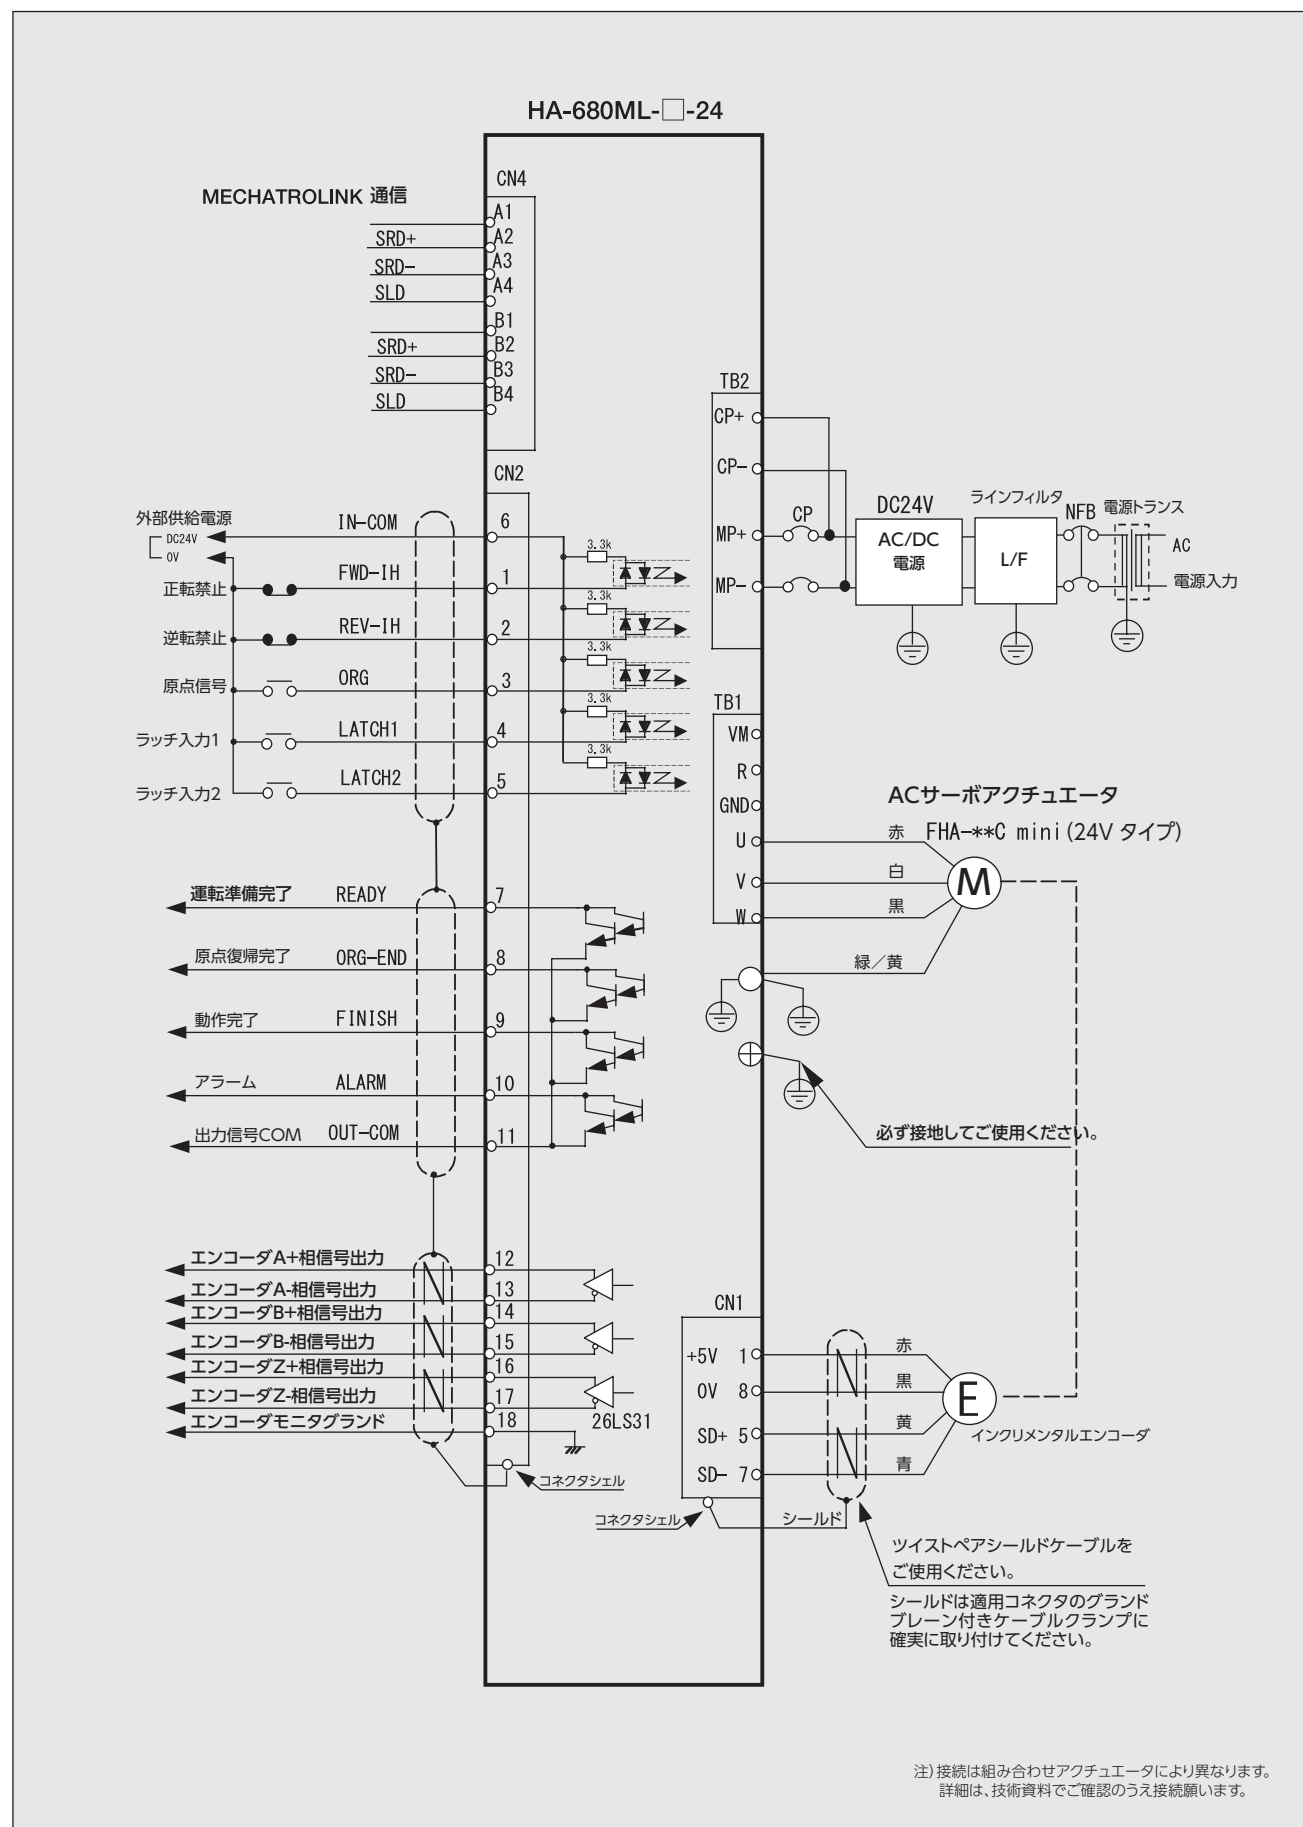 HA-680ML-□-24
CN4
MECHATROLINK 通信
A1
SRD+
A2
SRD-
A3
SLD
A4
B1
SRD+
B2
SRD-
B3
SLD
B4
TB2
CP+
CP-
MP+
MP-
CP
DC24V
AC/DC
電源
ラインフィルタ
L/F
NFB
電源トランス
AC
電源入力
CN2
外部供給電源
DC24V
0V
IN-COM
6
3.3k
正転禁止
FWD-IH
1
3.3k
逆転禁止
REV-IH
2
3.3k
原点信号
ORG
3
3.3k
ラッチ入力1
LATCH1
4
3.3k
ラッチ入力2
LATCH2
5
TB1
VM
R
GND
U
V
W
ACサーボアクチュエータ
FHA-**C mini(24V タイプ)
赤
白
黒
緑/黄
M
運転準備完了
READY
7
原点復帰完了
ORG-END
8
動作完了
FINISH
9
アラーム
ALARM
10
出力信号COM
OUT-COM
11
必ず接地してご使用ください。
エンコーダA+相信号出力
12
エンコーダA-相信号出力
13
エンコーダB+相信号出力
14
エンコーダB-相信号出力
15
エンコーダZ+相信号出力
16
エンコーダZ-相信号出力
17
エンコーダモニタグランド
18
26LS31
コネクタシェル
CN1
+5V 1
0V 8
SD+ 5
SD- 7
赤
黒
黄
青
E
インクリメンタルエンコーダ
コネクタシェル
シールド
ツイストペアシールドケーブルを
ご使用ください。
シールドは適用コネクタのグランド
プレーン付きケーブルクランプに
確実に取り付けてください。
注)接続は組み合わせアクチュエータにより異なります。
詳細は、技術資料でご確認のうえ接続願います。